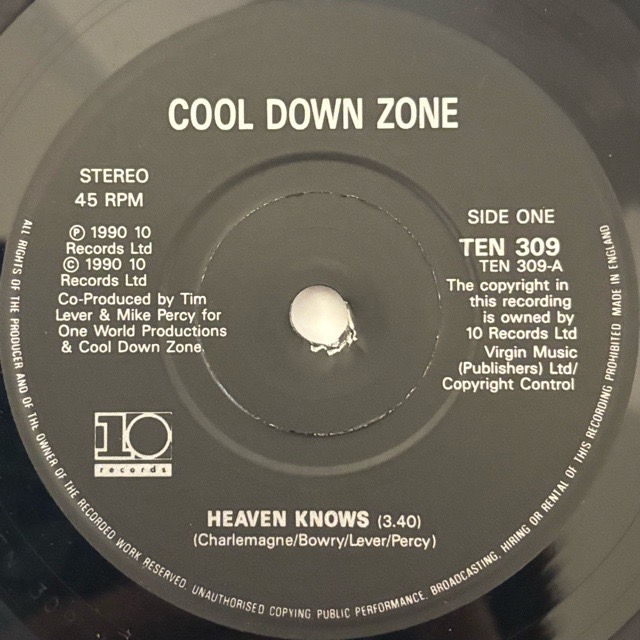 COOL DOWN ZONE
STEREO
45 RPM
℗ 1990 10
Records Ltd
© 1990 10
Records Ltd
Co-Produced by Tim
Lever & Mike Percy for
One World Productions
& Cool Down Zone
SIDE ONE
TEN 309
TEN 309-A
The copyright in
this recording
is owned by
10 Records Ltd
Virgin Music
(Publishers) Ltd/
Copyright Control
10
records
HEAVEN KNOWS (3.40)
(Charlemagne/Bowry/Lever/Percy)
ALL RIGHTS OF THE PRODUCER AND OF THE OWNER OF THE RECORDED WORK RESERVED. UNAUTHORISED COPYING, PUBLIC PERFORMANCE, BROADCASTING, HIRING OR RENTAL OF THIS RECORDING PROHIBITED MADE IN ENGLAND